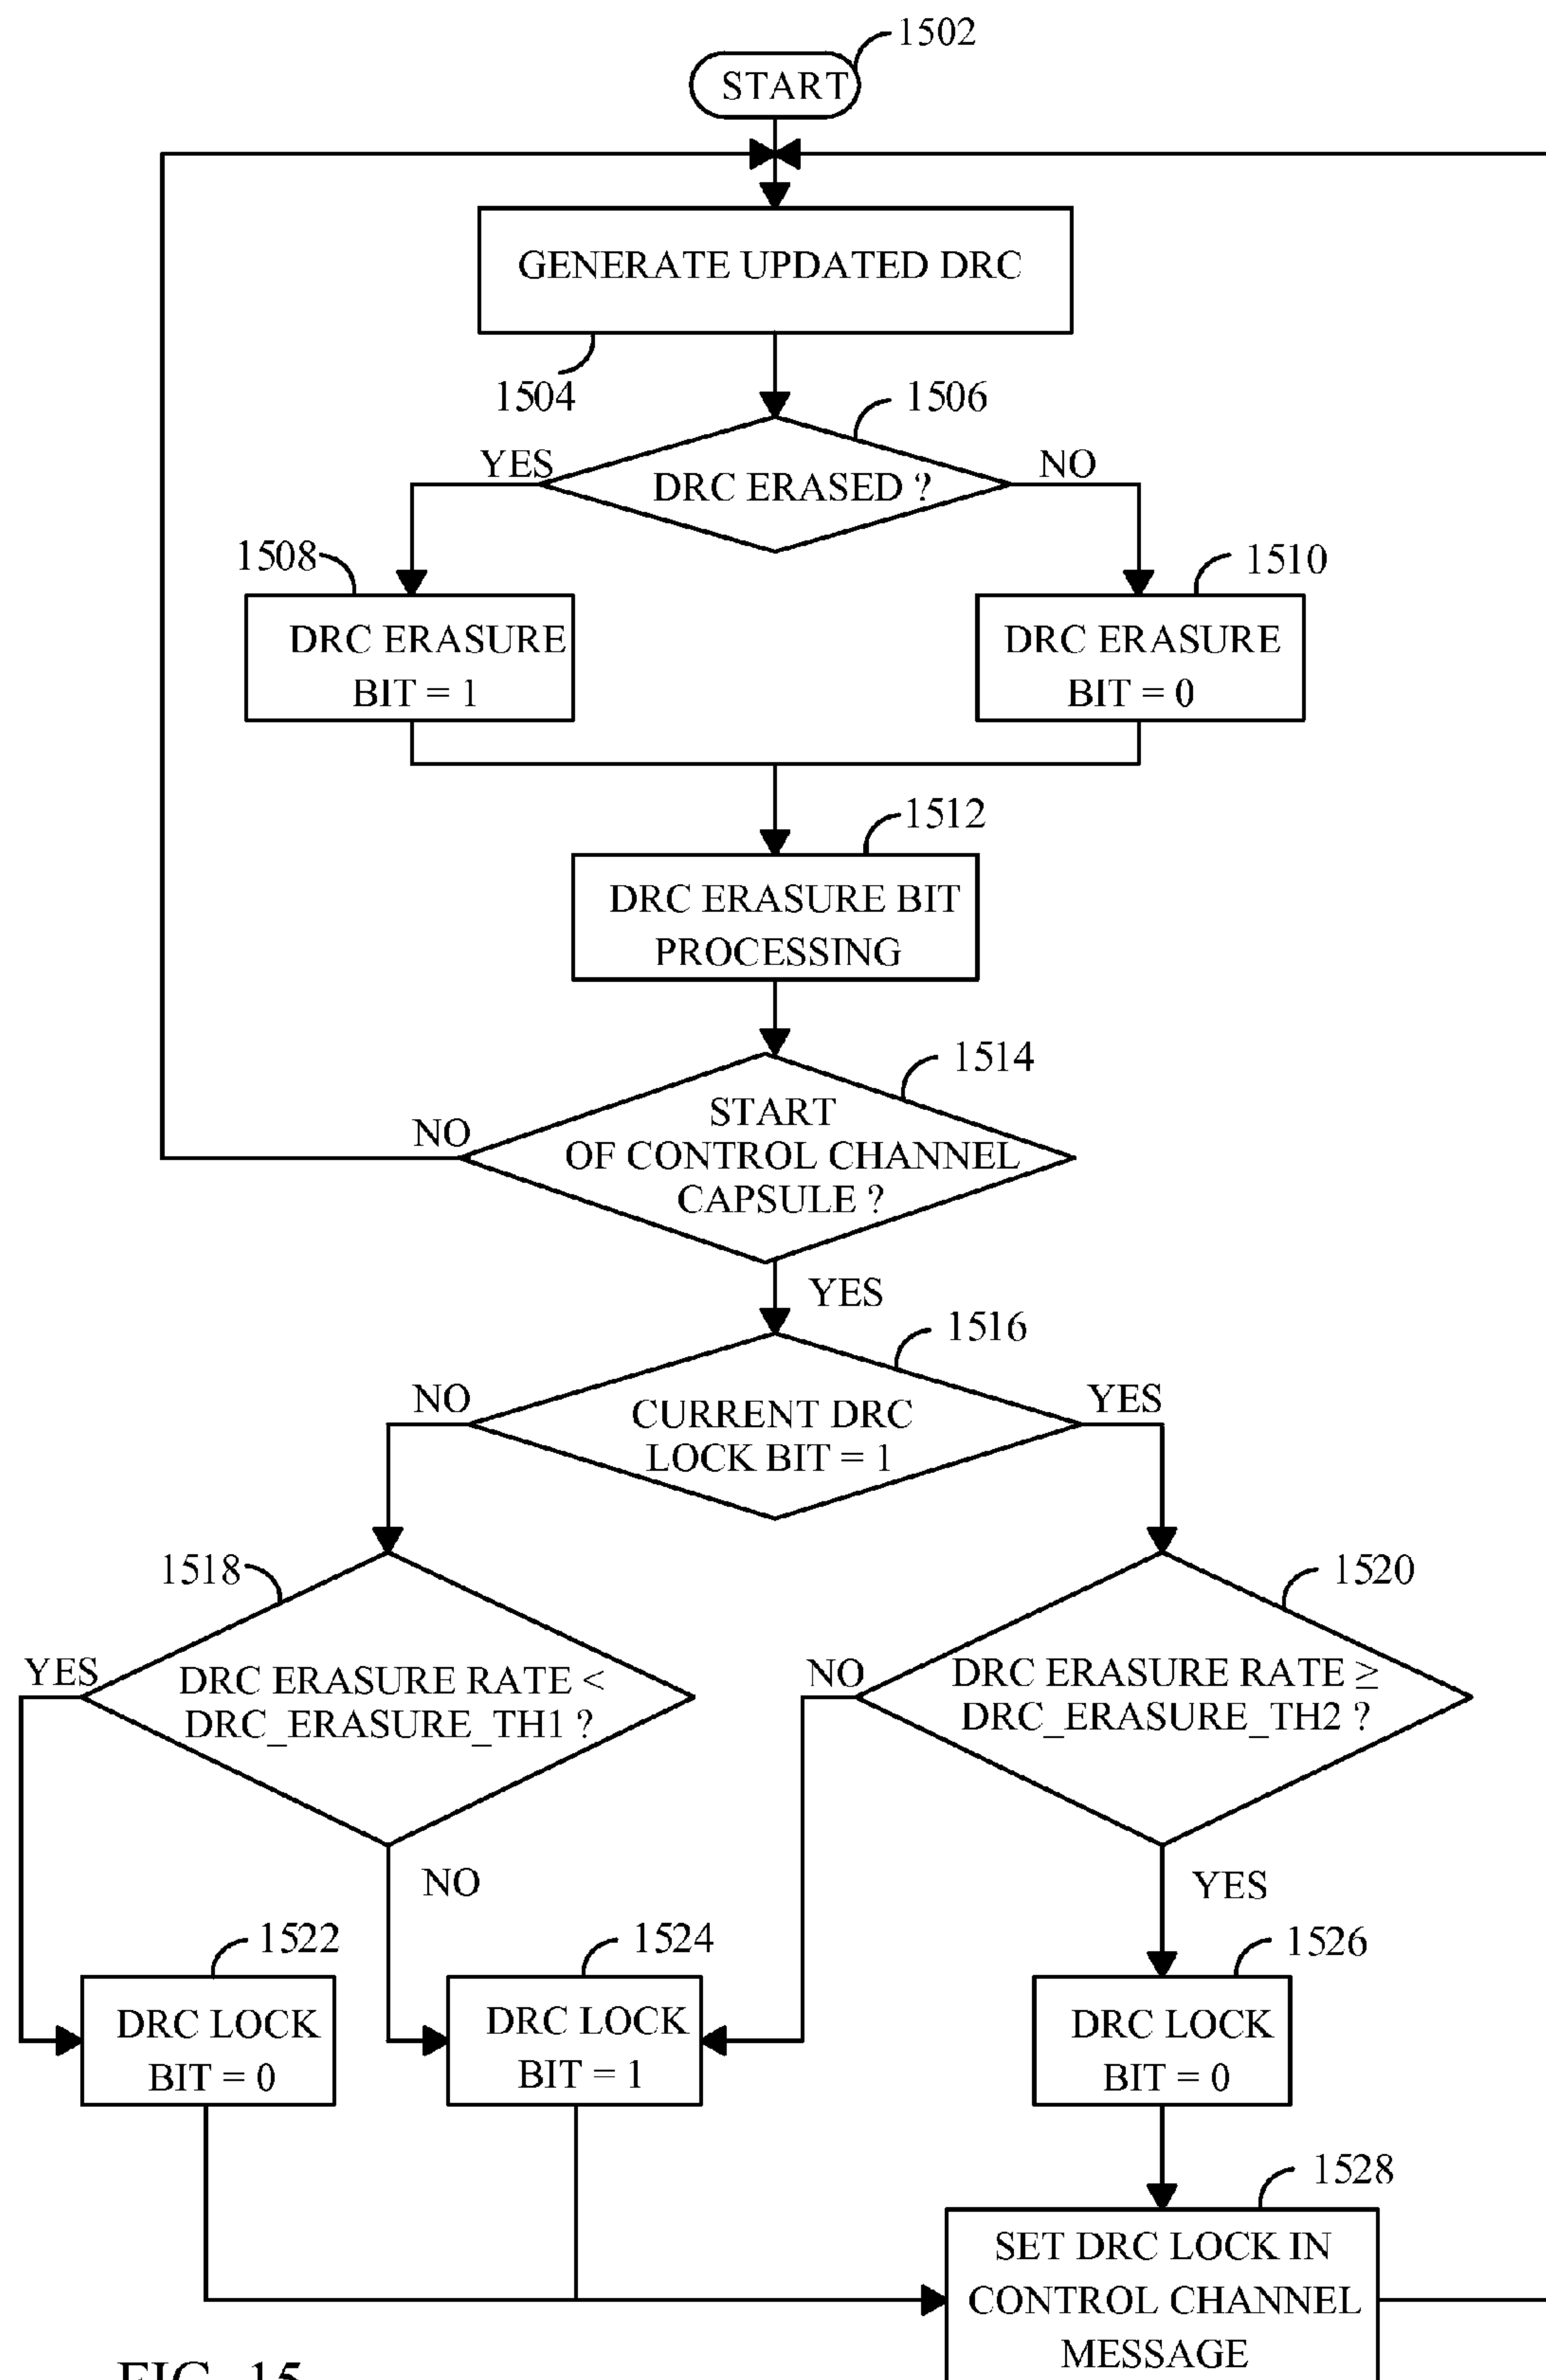 1502
START
GENERATE UPDATED DRC
1504
1506
YES
NO
DRC ERASED ?
1508
1510
DRC ERASURE
BIT = 1
DRC ERASURE
BIT = 0
1512
DRC ERASURE BIT
PROCESSING
1514
START
OF CONTROL CHANNEL
CAPSULE ?
NO
YES
1516
NO
YES
CURRENT DRC
LOCK BIT = 1
1518
1520
YES
DRC ERASURE RATE <
DRC_ERASURE_TH1 ?
NO
DRC ERASURE RATE ≥
DRC_ERASURE_TH2 ?
NO
YES
1522
1524
1526
DRC LOCK
BIT = 0
DRC LOCK
BIT = 1
DRC LOCK
BIT = 0
1528
SET DRC LOCK IN
CONTROL CHANNEL
MESSAGE
FIG. 15